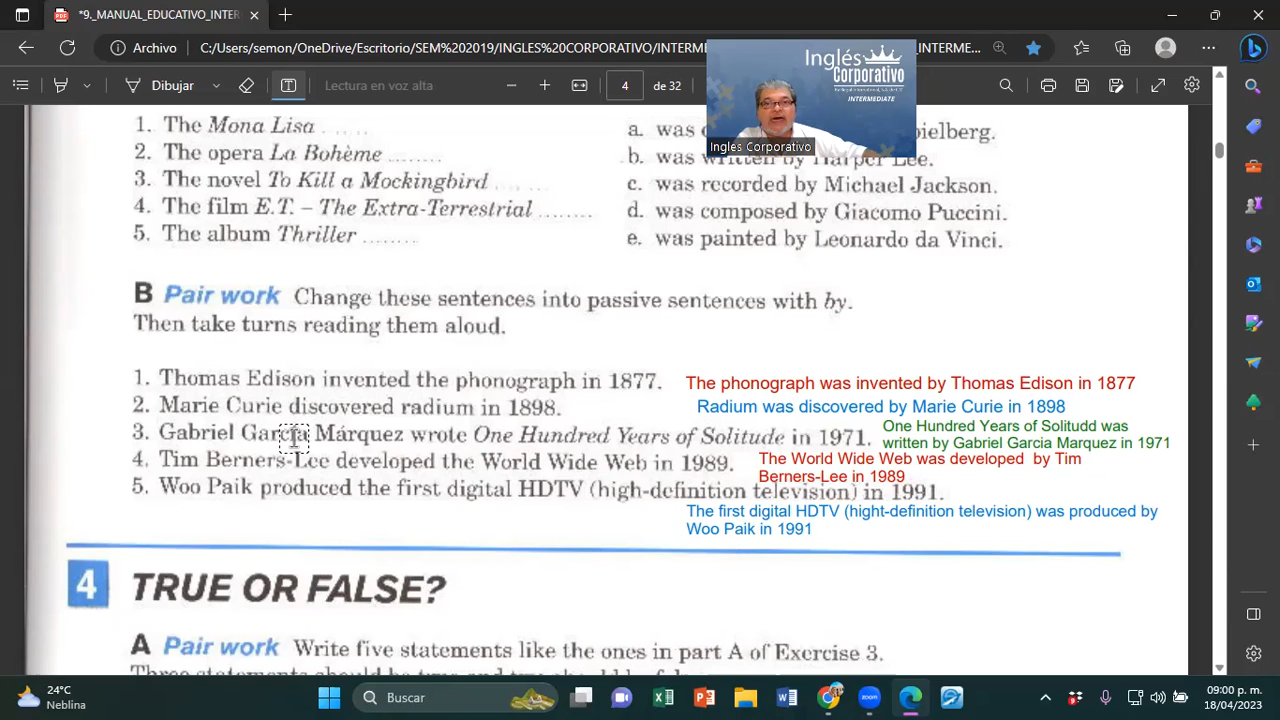 *9_ MANUAL_EDUCATIVO_INTER
Archivo C:/Users/semon/OneDrive/Escritorio/SEM%202019/INGLES%20CORPORATIVO/INTERME
E...
Dibujar Lectura en voz alta 4 de 32
Inglés
Corporativo
INTERMEDIATE
Ingles Corporativo
1. The Mona Lisa ...... a. was pielberg.
2. The opera La Bohème ........ b. was written by Harper Lee.
3. The novel To Kill a Mockingbird ........ c. was recorded by Michael Jackson.
4. The film E.T. – The Extra-Terrestrial ........ d. was composed by Giacomo Puccini.
5. The album Thriller ........ e. was painted by Leonardo da Vinci.
B Pair work Change these sentences into passive sentences with by.
Then take turns reading them aloud.
1. Thomas Edison invented the phonograph in 1877. The phonograph was invented by Thomas Edison in 1877
2. Marie Curie discovered radium in 1898. Radium was discovered by Marie Curie in 1898
3. Gabriel García Márquez wrote One Hundred Years of Solitude in 1971. One Hundred Years of Solitudd was
written by Gabriel Garcia Marquez in 1971
4. Tim Berners-Lee developed the World Wide Web in 1989. The World Wide Web was developed by Tim
Berners-Lee in 1989
5. Woo Paik produced the first digital HDTV (high-definition television) in 1991.
The first digital HDTV (hight-definition television) was produced by
Woo Paik in 1991
4 TRUE OR FALSE?
A Pair work Write five statements like the ones in part A of Exercise 3.
24°C
Neblina
Buscar
09:00 p. m.
18/04/2023